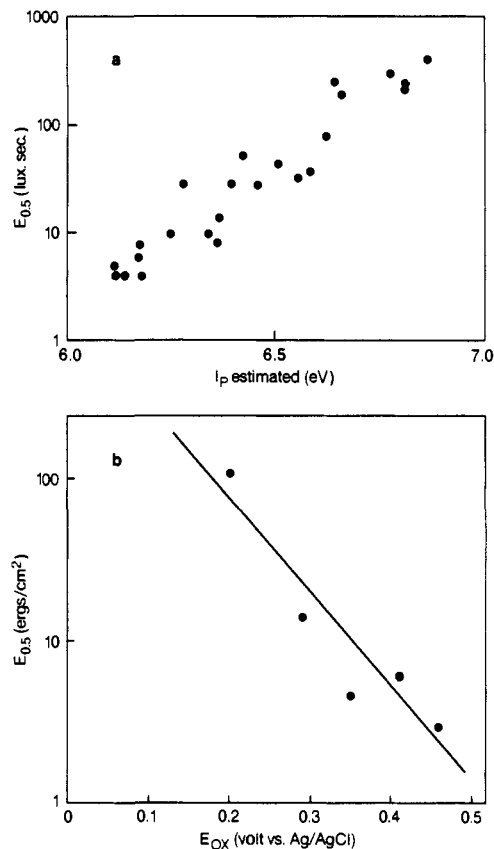 a
1000
100
10
1
E0.5 ( lux. sec.)
6.0
6.5
7.0
IP estimated (eV)
b
100
10
1
E0.5 (ergs/cm²)
0
0.1
0.2
0.3
0.4
0.5
EOX (volt vs. Ag/AgCl)